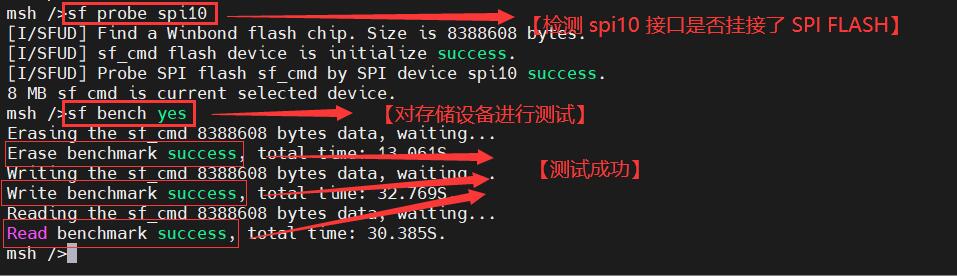 msh />sf probe spi10
【检测 spi10 接口是否挂接了 SPI FLASH】
[I/SFUD] Find a Winbond flash chip. Size is 8388608 bytes.
[I/SFUD] sf_cmd flash device is initialize success.
[I/SFUD] Probe SPI flash sf_cmd by SPI device spi10 success.
8 MB sf_cmd is current selected device.
msh />sf bench yes
【对存储设备进行测试】
Erasing the sf_cmd 8388608 bytes data, waiting...
Erase benchmark success, total time: 13.061S.
Writing the sf_cmd 8388608 bytes data, waiting...
【测试成功】
Write benchmark success, total time: 32.769S.
Reading the sf_cmd 8388608 bytes data, waiting...
Read benchmark success, total time: 30.385S.
msh />